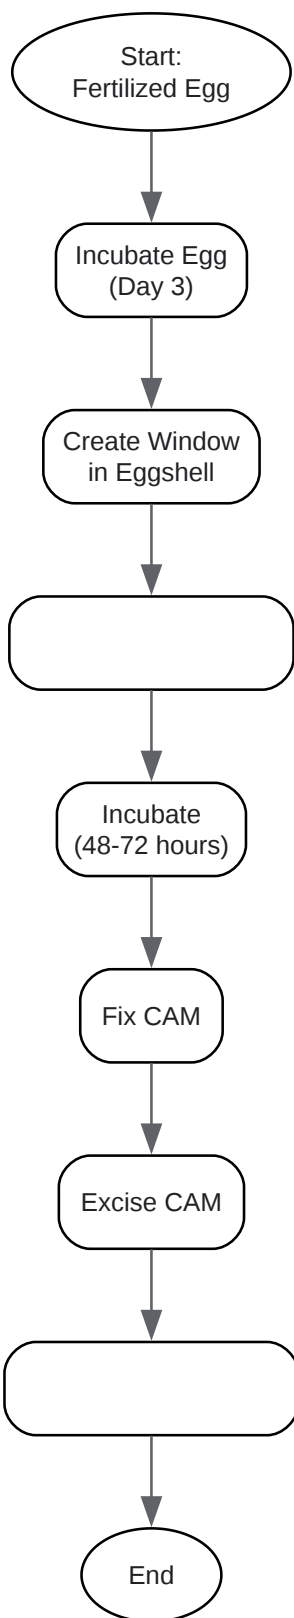 Start:
Fertilized Egg
Incubate Egg
(Day 3)
Create Window
in Eggshell
Incubate
(48-72 hours)
Fix CAM
Excise CAM
End